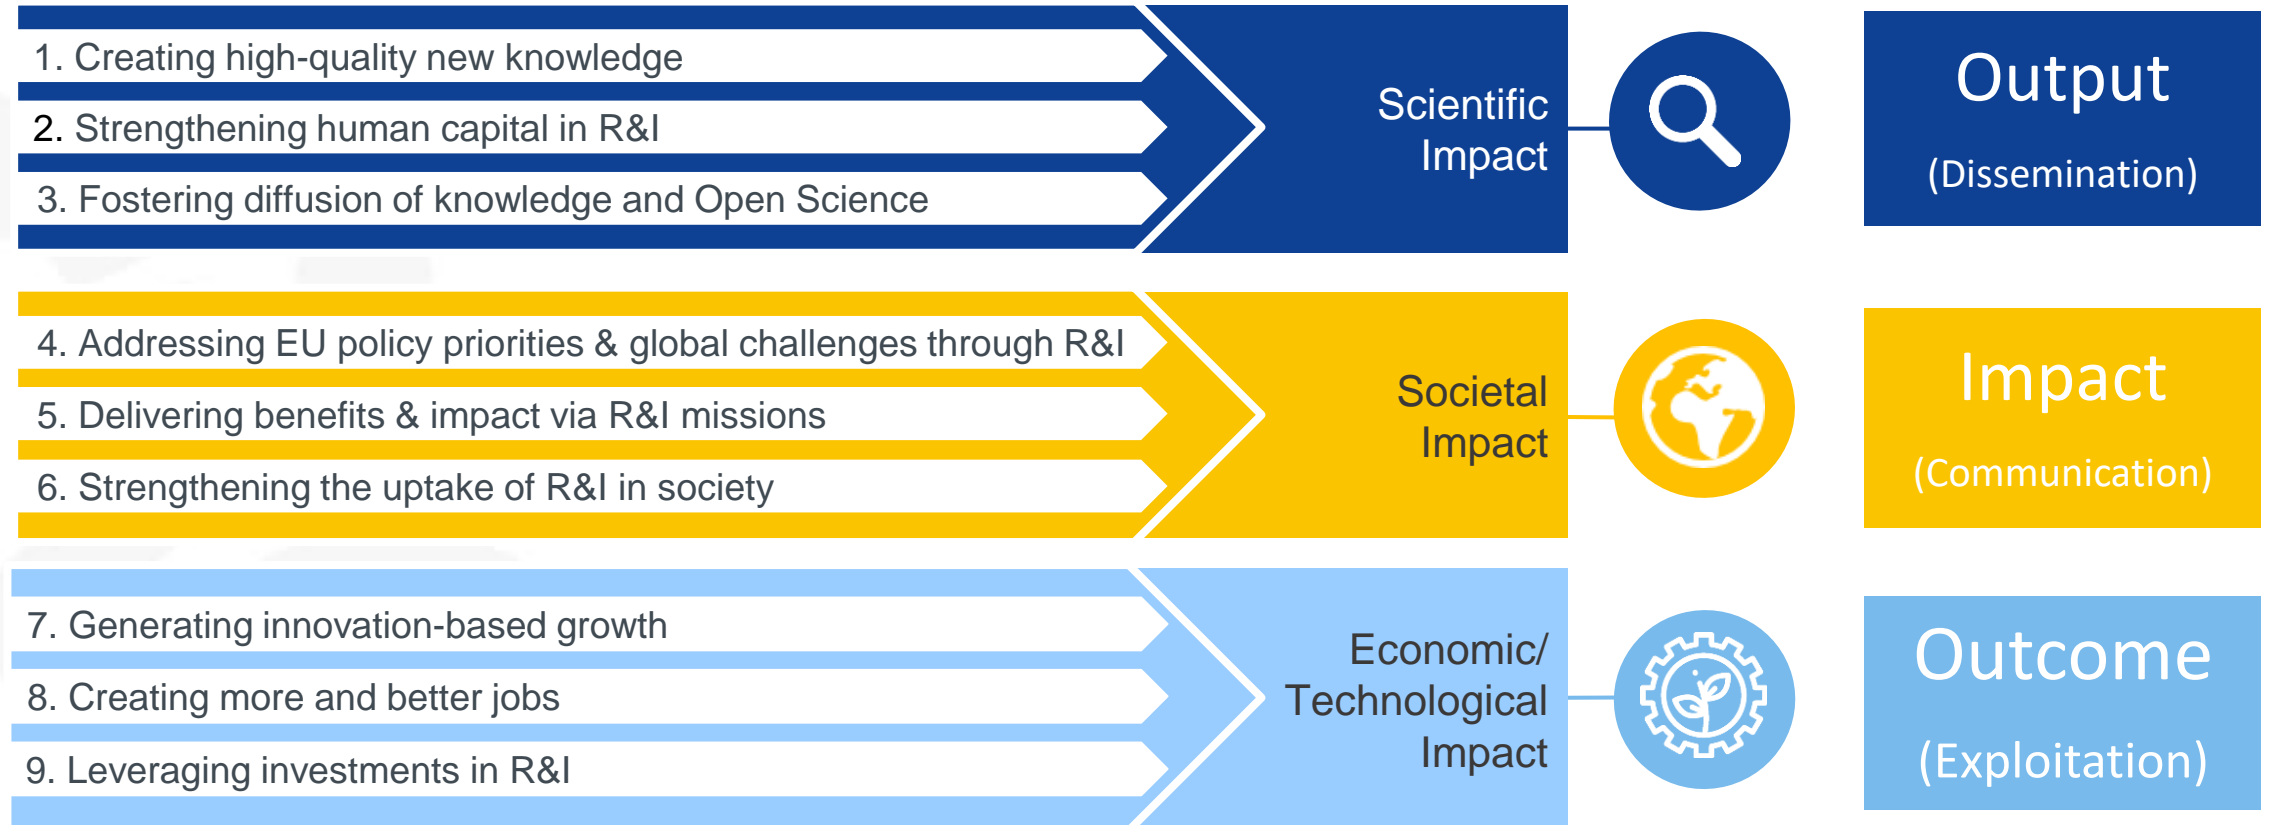 1. Creating high-quality new knowledge
2. Strengthening human capital in R&I
3. Fostering diffusion of knowledge and Open Science
Scientific
Impact
Output
(Dissemination)
4. Addressing EU policy priorities & global challenges through R&I
5. Delivering benefits & impact via R&I missions
6. Strengthening the uptake of R&I in society
Societal
Impact
Impact
(Communication)
7. Generating innovation-based growth
8. Creating more and better jobs
9. Leveraging investments in R&I
Economic/
Technological
Impact
Outcome
(Exploitation)